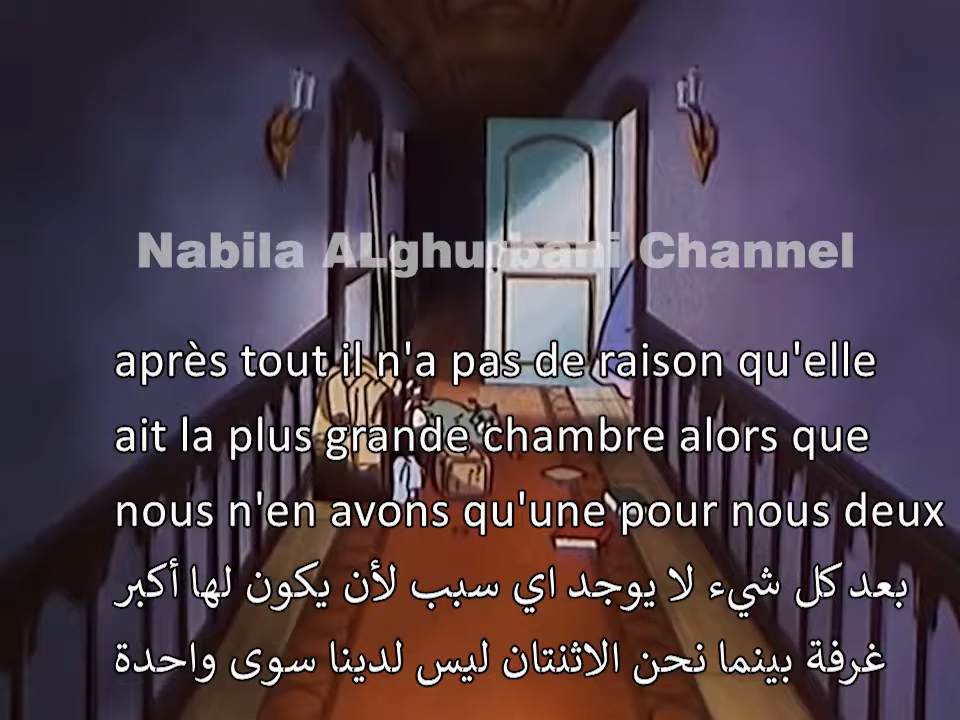 Nabila ALghurbani Channel
après tout il n'a pas de raison qu'elle
ait la plus grande chambre alors que
nous n'en avons qu'une pour nous deux
بعد كل شيء لا يوجد اي سبب لأن يكون لها أكبر
غرفة بينما نحن الاثنتان ليس لدينا سوى واحدة